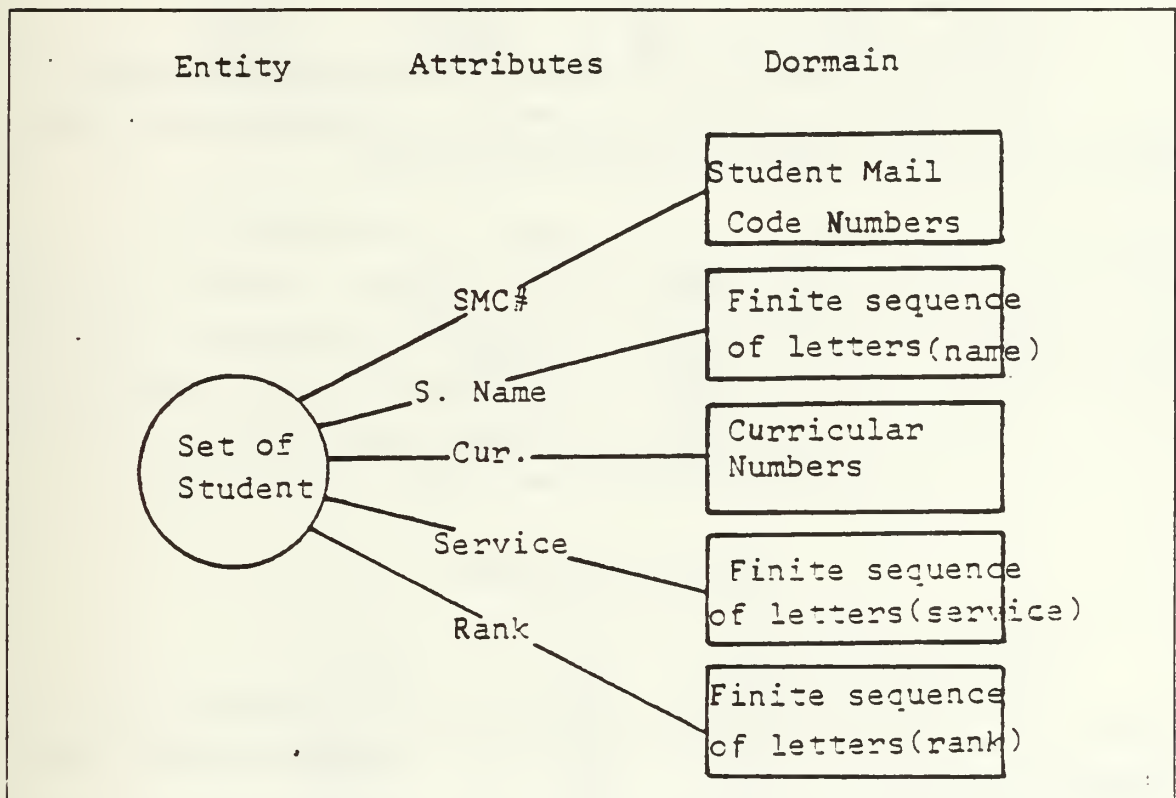 Entity Attributes Dormain
Student Mail
Code Numbers
SMC#
Finite sequence
of letters(name)
S. Name
Set of
Student
Cur.
Curricular
Numbers
Service
Finite sequence
of letters(service)
Rank
Finite sequence
of letters(rank)